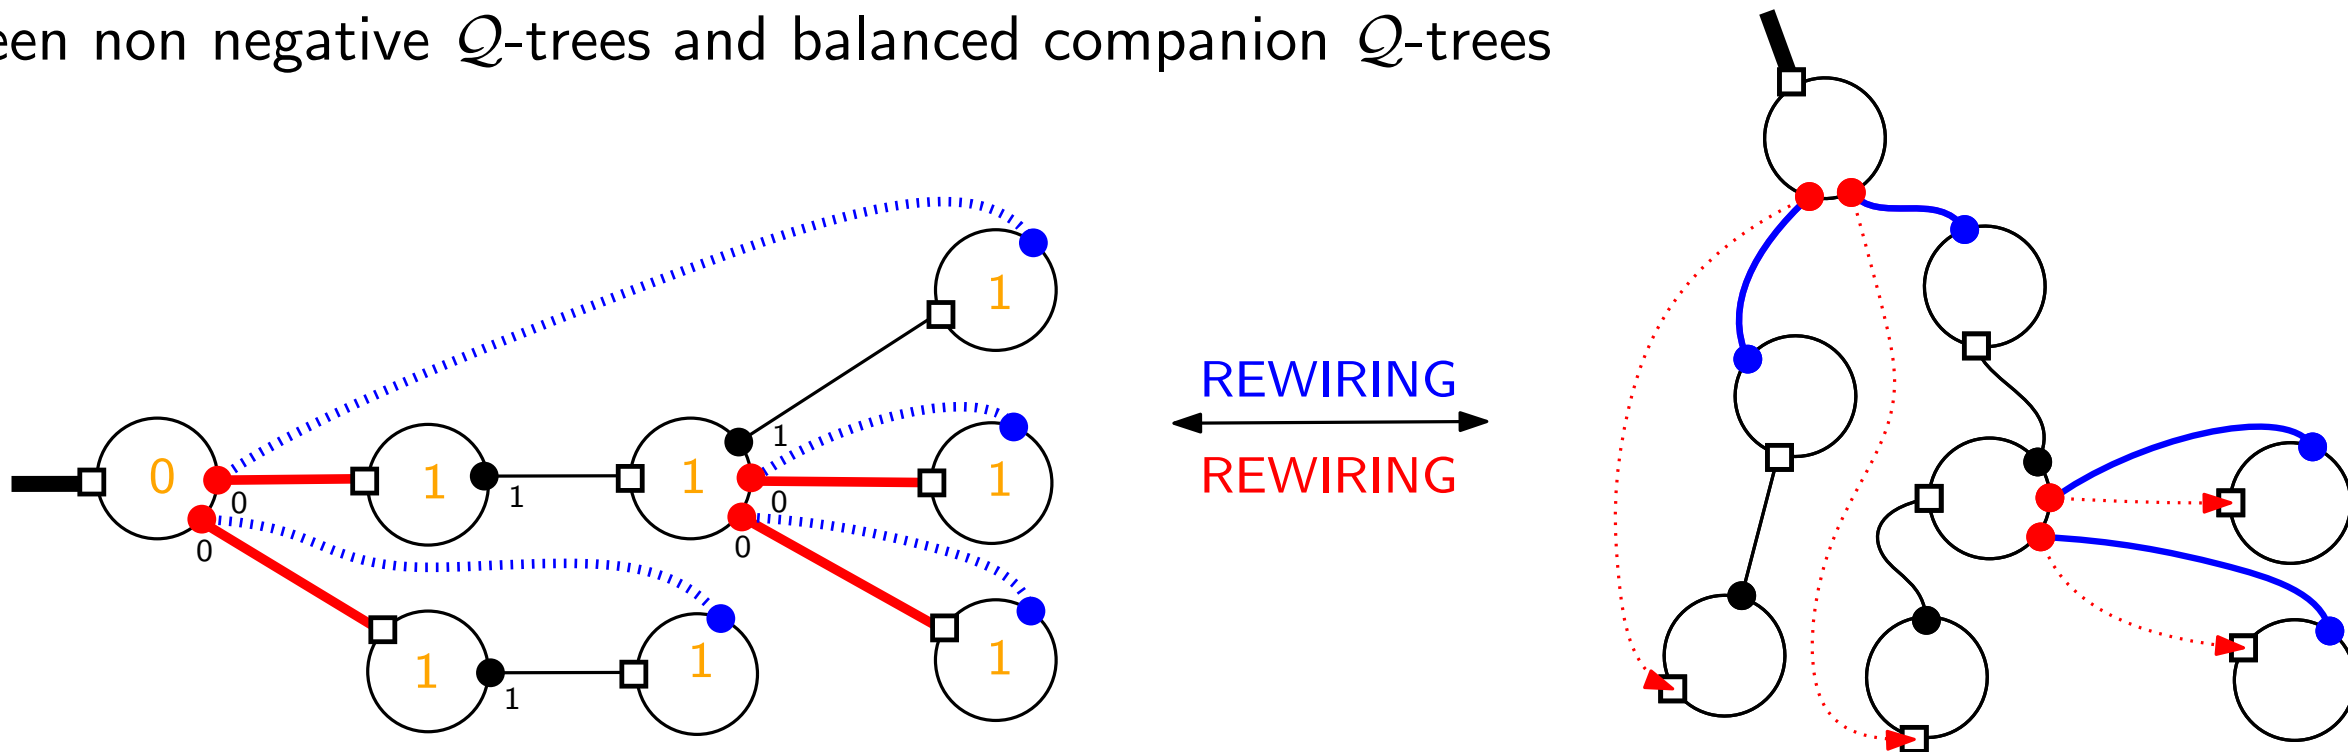 een non negative 𝒬-trees and balanced companion 𝒬-trees
1
REWIRING
1
0 1 1 1 1
REWIRING
0 1 0
0 0
1 1 1
1